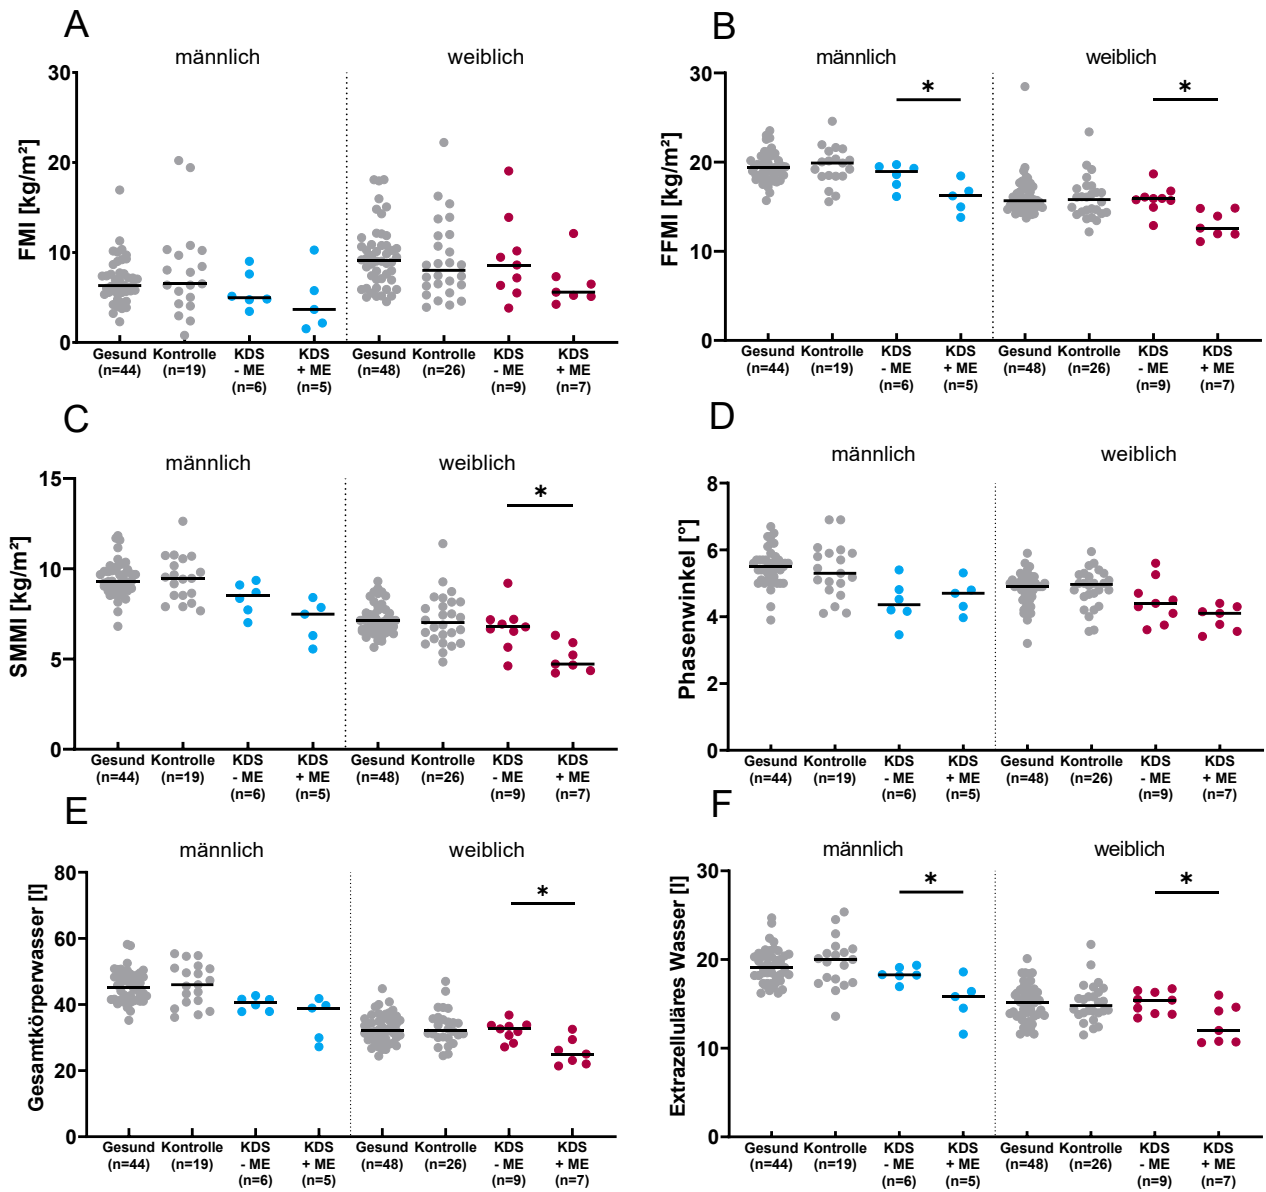 A
männlich
weiblich
*
FMI [kg/m²]
30
20
10
0
Gesund
(n=44)
Kontrolle
(n=19)
KDS
- ME
(n=6)
KDS
+ ME
(n=5)
Gesund
(n=48)
Kontrolle
(n=26)
KDS
- ME
(n=9)
KDS
+ ME
(n=7)
B
männlich
weiblich
*
*
FFMI [kg/m²]
30
20
10
0
Gesund
(n=44)
Kontrolle
(n=19)
KDS
- ME
(n=6)
KDS
+ ME
(n=5)
Gesund
(n=48)
Kontrolle
(n=26)
KDS
- ME
(n=9)
KDS
+ ME
(n=7)
C
männlich
weiblich
*
SMMI [kg/m²]
15
10
5
0
Gesund
(n=44)
Kontrolle
(n=19)
KDS
- ME
(n=6)
KDS
+ ME
(n=5)
Gesund
(n=48)
Kontrolle
(n=26)
KDS
- ME
(n=9)
KDS
+ ME
(n=7)
D
männlich
weiblich
Phasenwinkel [°]
8
6
4
2
0
Gesund
(n=44)
Kontrolle
(n=19)
KDS
- ME
(n=6)
KDS
+ ME
(n=5)
Gesund
(n=48)
Kontrolle
(n=26)
KDS
- ME
(n=9)
KDS
+ ME
(n=7)
E
männlich
weiblich
*
Gesamtkörperwasser [l]
80
60
40
20
0
Gesund
(n=44)
Kontrolle
(n=19)
KDS
- ME
(n=6)
KDS
+ ME
(n=5)
Gesund
(n=48)
Kontrolle
(n=26)
KDS
- ME
(n=9)
KDS
+ ME
(n=7)
F
männlich
weiblich
*
*
Extrazelluläres Wasser [l]
30
20
10
0
Gesund
(n=44)
Kontrolle
(n=19)
KDS
- ME
(n=6)
KDS
+ ME
(n=5)
Gesund
(n=48)
Kontrolle
(n=26)
KDS
- ME
(n=9)
KDS
+ ME
(n=7)